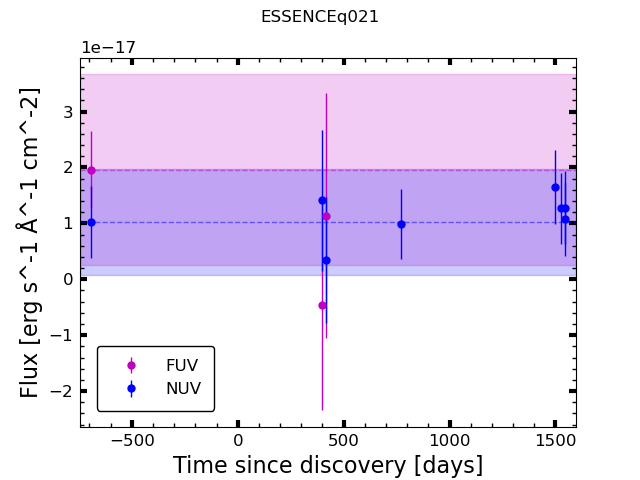 ESSENCEq021
1e−17
Flux [erg s^-1 Å^-1 cm^-2]
3
2
1
0
−1
−2
FUV
NUV
−500
0
500
1000
1500
Time since discovery [days]